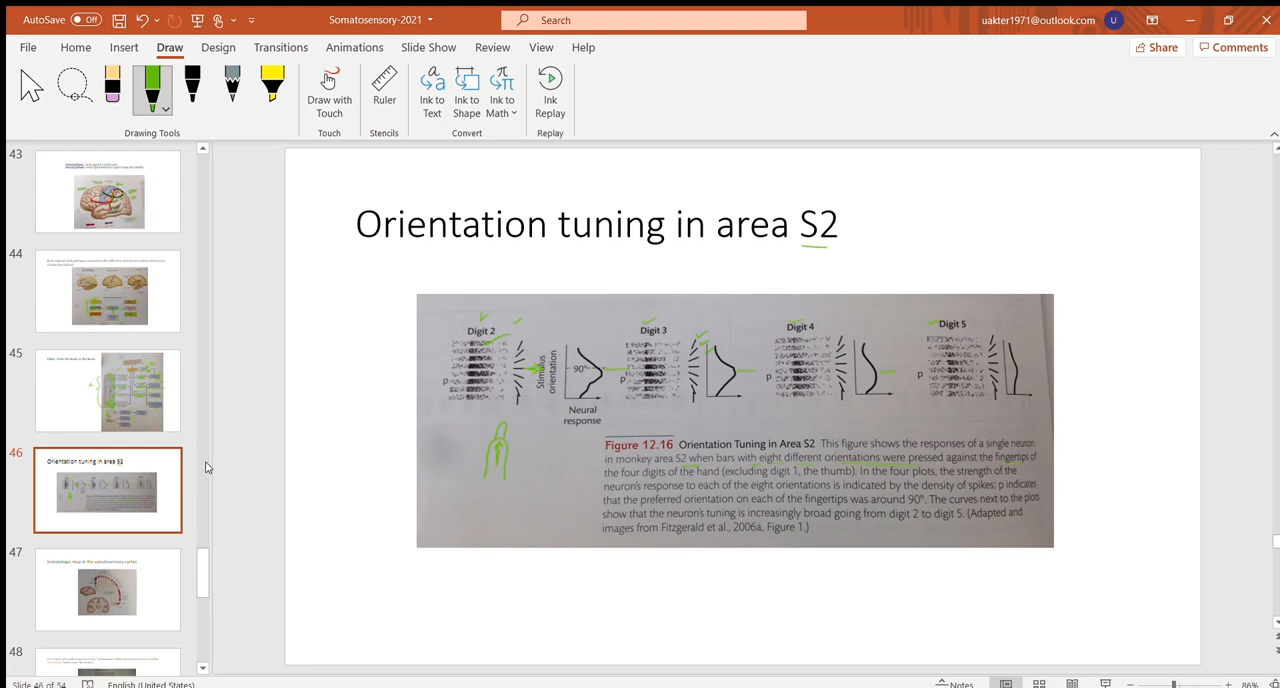 AutoSave Off Somatosensory-2021 Search uakter1971@outlook.com U
File Home Insert Draw Design Transitions Animations Slide Show Review View Help Share Comments
Draw with Touch
Ruler
Ink to Text
Ink to Shape
Ink to Math
Ink Replay
Drawing Tools Touch Stencils Convert Replay
43
44
45
46
Orientation tuning in area S2
47
Somatotopic map in the somatosensory cortex
48
Orientation tuning in area S2
Digit 2 Digit 3 Digit 4 Digit 5
Stimulus orientation
90°
P P P P
Neural response
Figure 12.16 Orientation Tuning in Area S2 This figure shows the responses of a single neuron
in monkey area S2 when bars with eight different orientations were pressed against the fingertips of
the four digits of the hand (excluding digit 1, the thumb). In the four plots, the strength of the
neuron's response to each of the eight orientations is indicated by the density of spikes; p indicates
that the preferred orientation on each of the fingertips was around 90°. The curves next to the plots
show that the neuron's tuning is increasingly broad going from digit 2 to digit 5. (Adapted and
images from Fitzgerald et al., 2006a, Figure 1.)
Slide 46 of 54 English (United States) Notes 86%